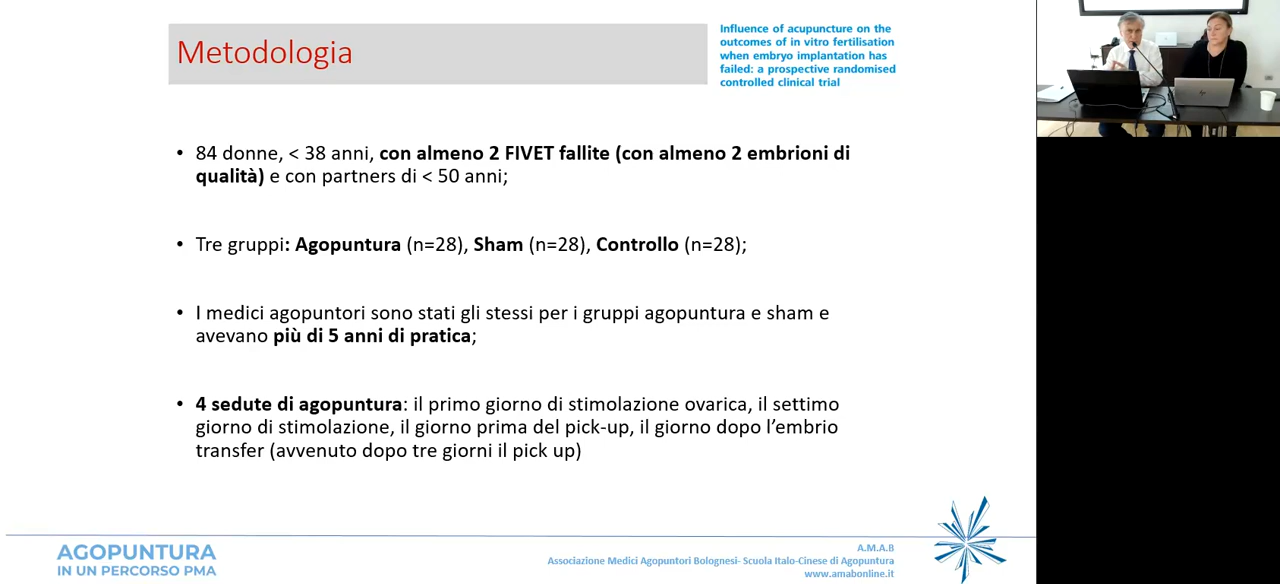 Metodologia
Influence of acupuncture on the
outcomes of in vitro fertilisation
when embryo implantation has
failed: a prospective randomised
controlled clinical trial
• 84 donne, < 38 anni, con almeno 2 FIVET fallite (con almeno 2 embrioni di
qualità) e con partners di < 50 anni;
• Tre gruppi: Agopuntura (n=28), Sham (n=28), Controllo (n=28);
• I medici agopuntori sono stati gli stessi per i gruppi agopuntura e sham e
avevano più di 5 anni di pratica;
• 4 sedute di agopuntura: il primo giorno di stimolazione ovarica, il settimo
giorno di stimolazione, il giorno prima del pick-up, il giorno dopo l’embrio
transfer (avvenuto dopo tre giorni il pick up)
AGOPUNTURA
IN UN PERCORSO PMA
A.M.A.B
Associazione Medici Agopuntori Bolognesi- Scuola Italo-Cinese di Agopuntura
www.amabonline.it